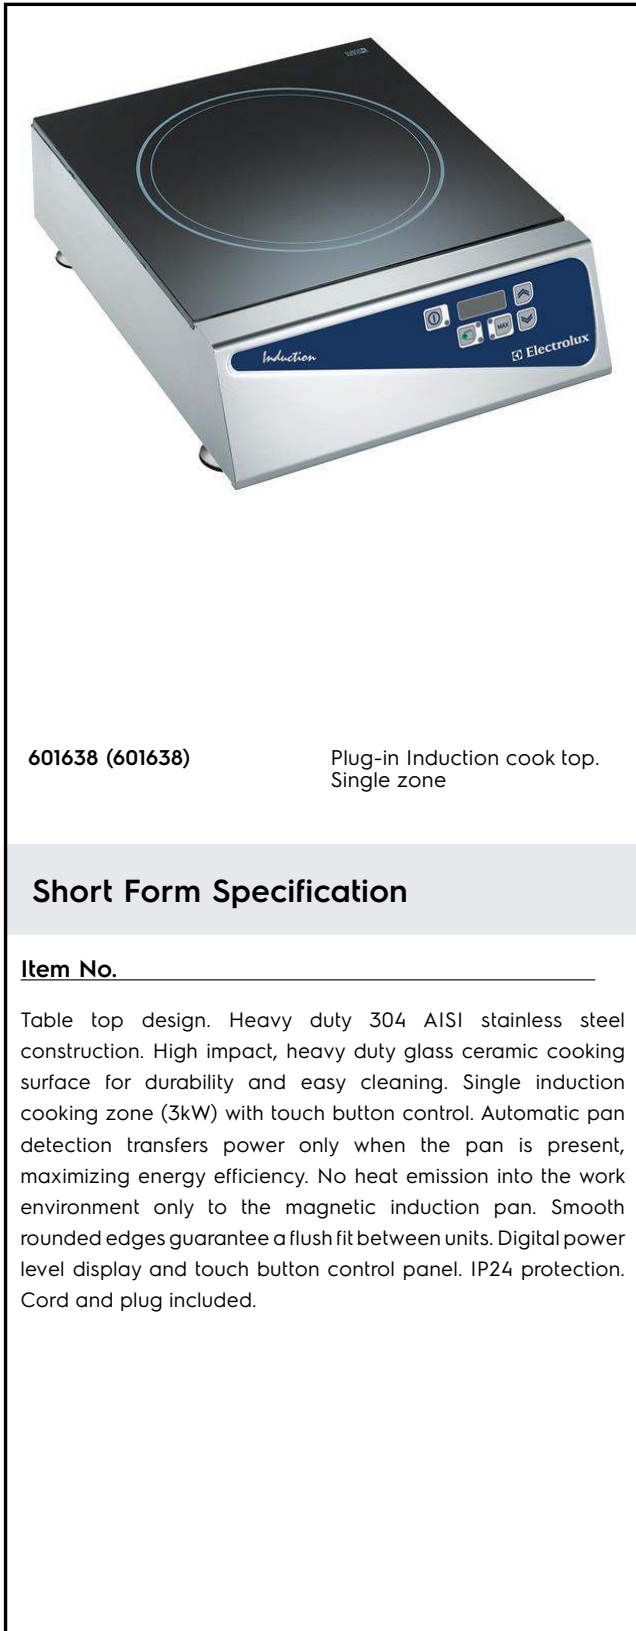 Induction
MAX
Electrolux
601638 (601638)
Plug-in Induction cook top.
Single zone
Short Form Specification
Item No.
Table top design. Heavy duty 304 AISI stainless steel
construction. High impact, heavy duty glass ceramic cooking
surface for durability and easy cleaning. Single induction
cooking zone (3kW) with touch button control. Automatic pan
detection transfers power only when the pan is present,
maximizing energy efficiency. No heat emission into the work
environment only to the magnetic induction pan. Smooth
rounded edges guarantee a flush fit between units. Digital power
level display and touch button control panel. IP24 protection.
Cord and plug included.